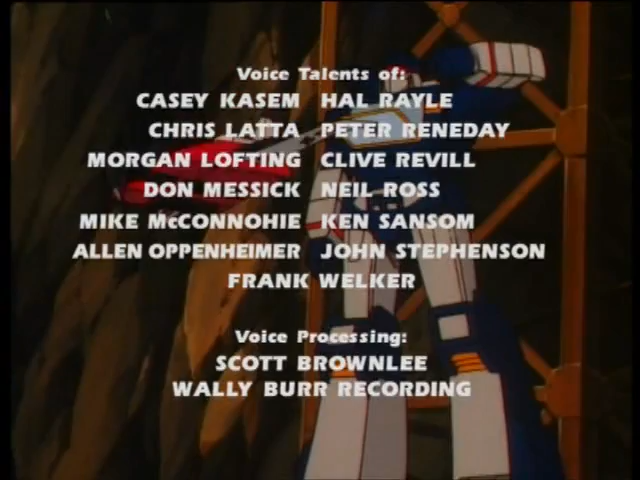 Voice Talents of:
CASEY KASEM HAL RAYLE
CHRIS LATTA PETER RENEDAY
MORGAN LOFTING CLIVE REVILL
DON MESSICK NEIL ROSS
MIKE McCONNOHIE KEN SANSOM
ALLEN OPPENHEIMER JOHN STEPHENSON
FRANK WELKER
Voice Processing:
SCOTT BROWNLEE
WALLY BURR RECORDING